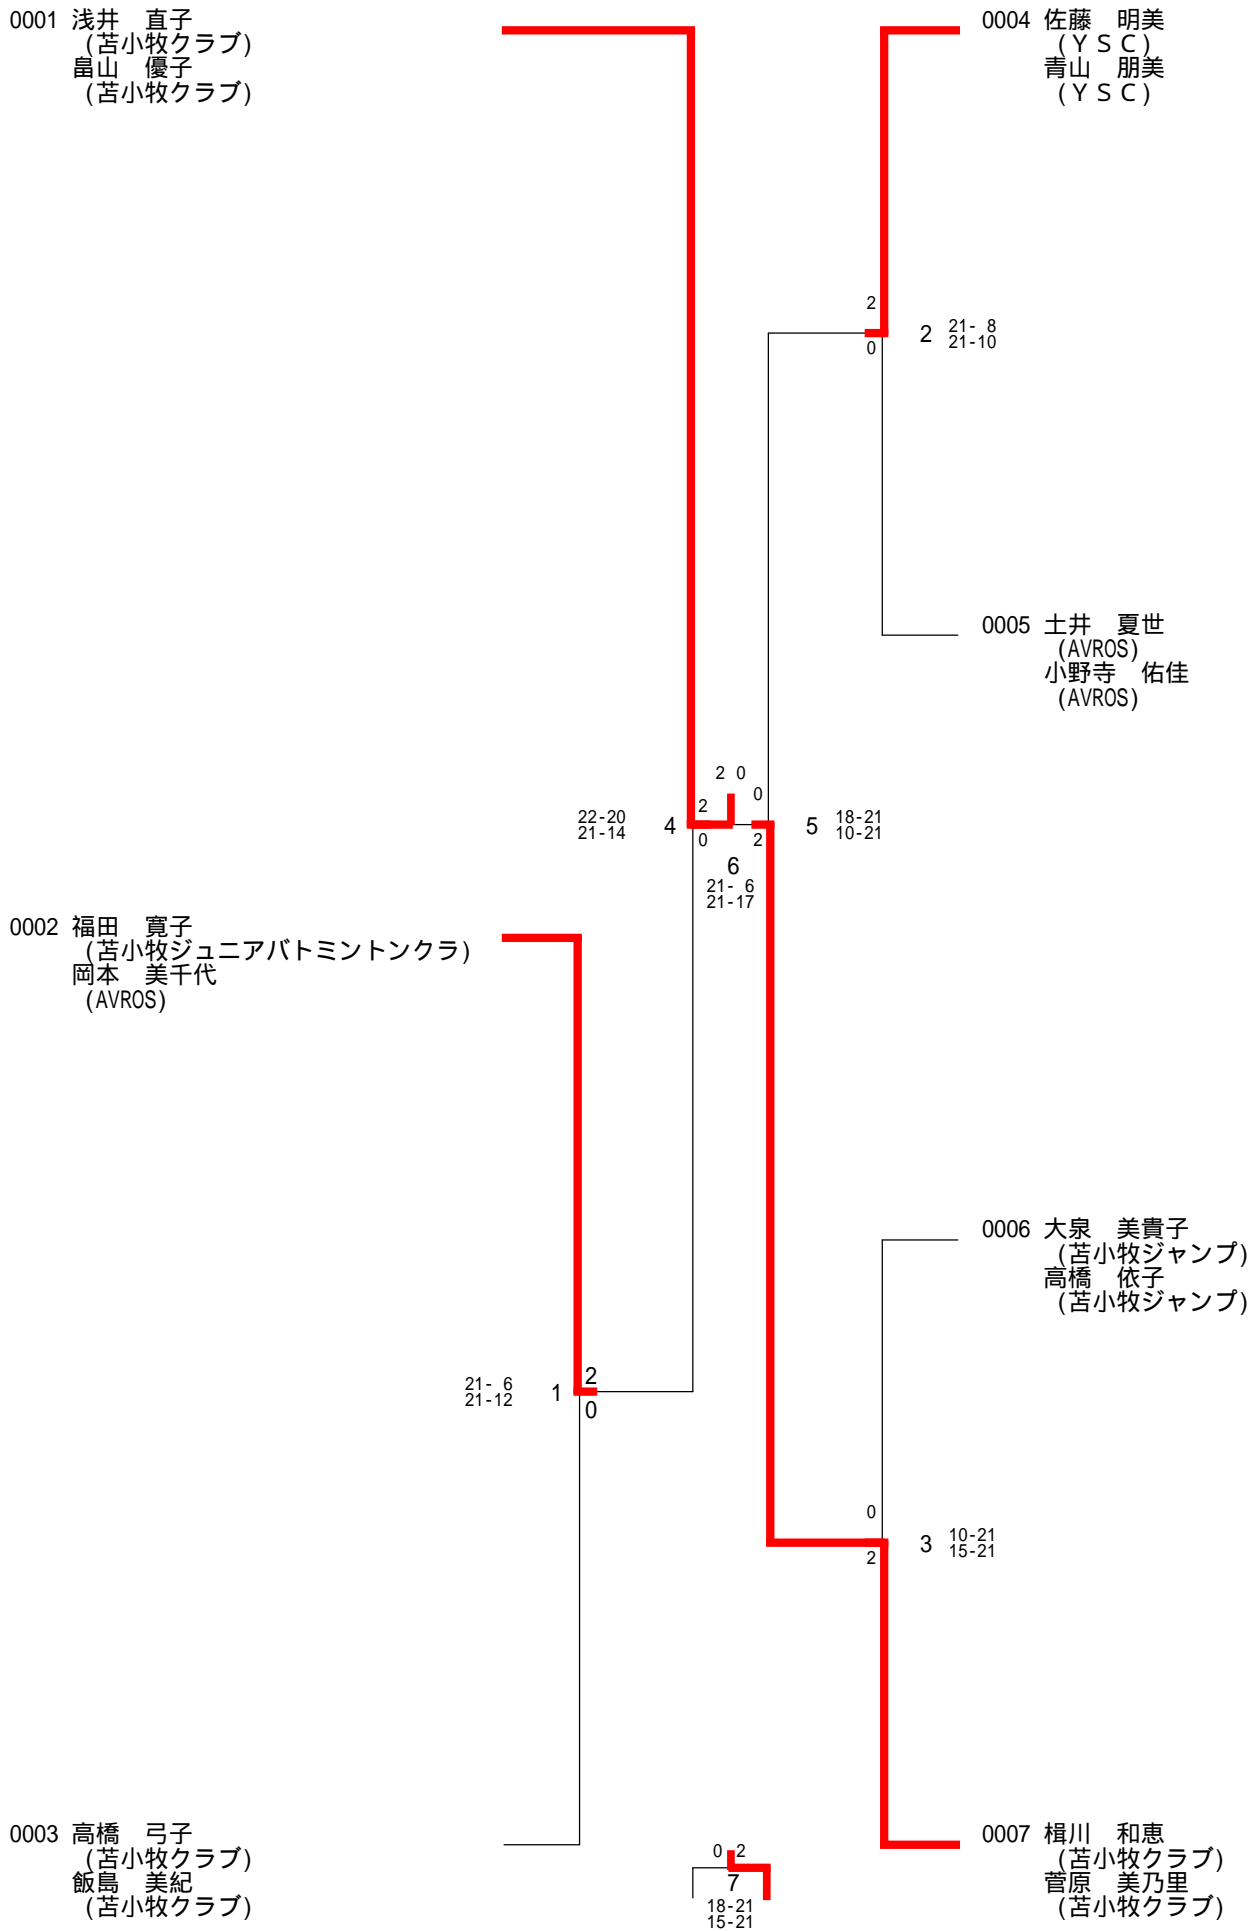 0001 浅井　直子
(苫小牧クラブ)
畠山　優子
(苫小牧クラブ)
0004 佐藤　明美
(ＹＳＣ)
青山　朋美
(ＹＳＣ)
2
0
2
21- 8
21-10
0005 土井　夏世
(AVROS)
小野寺　佑佳
(AVROS)
22-20
21-14
4
2
0
2 0
6
21- 6
21-17
0
2
5
18-21
10-21
0002 福田　寛子
(苫小牧ジュニアバトミントンクラ)
岡本　美千代
(AVROS)
0006 大泉　美貴子
(苫小牧ジャンプ)
高橋　依子
(苫小牧ジャンプ)
21- 6
21-12
1
2
0
0
2
3
10-21
15-21
0003 高橋　弓子
(苫小牧クラブ)
飯島　美紀
(苫小牧クラブ)
0 2
7
18-21
15-21
0007 楫川　和恵
(苫小牧クラブ)
菅原　美乃里
(苫小牧クラブ)